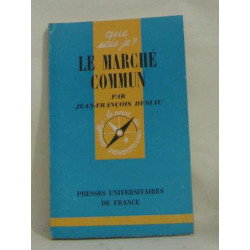 Que
sais-je?
LE MARCHÉ
COMMUN
PAR
JEAN-FRANÇOIS DENIAU
PRESSES UNIVERSITAIRES
DE FRANCE